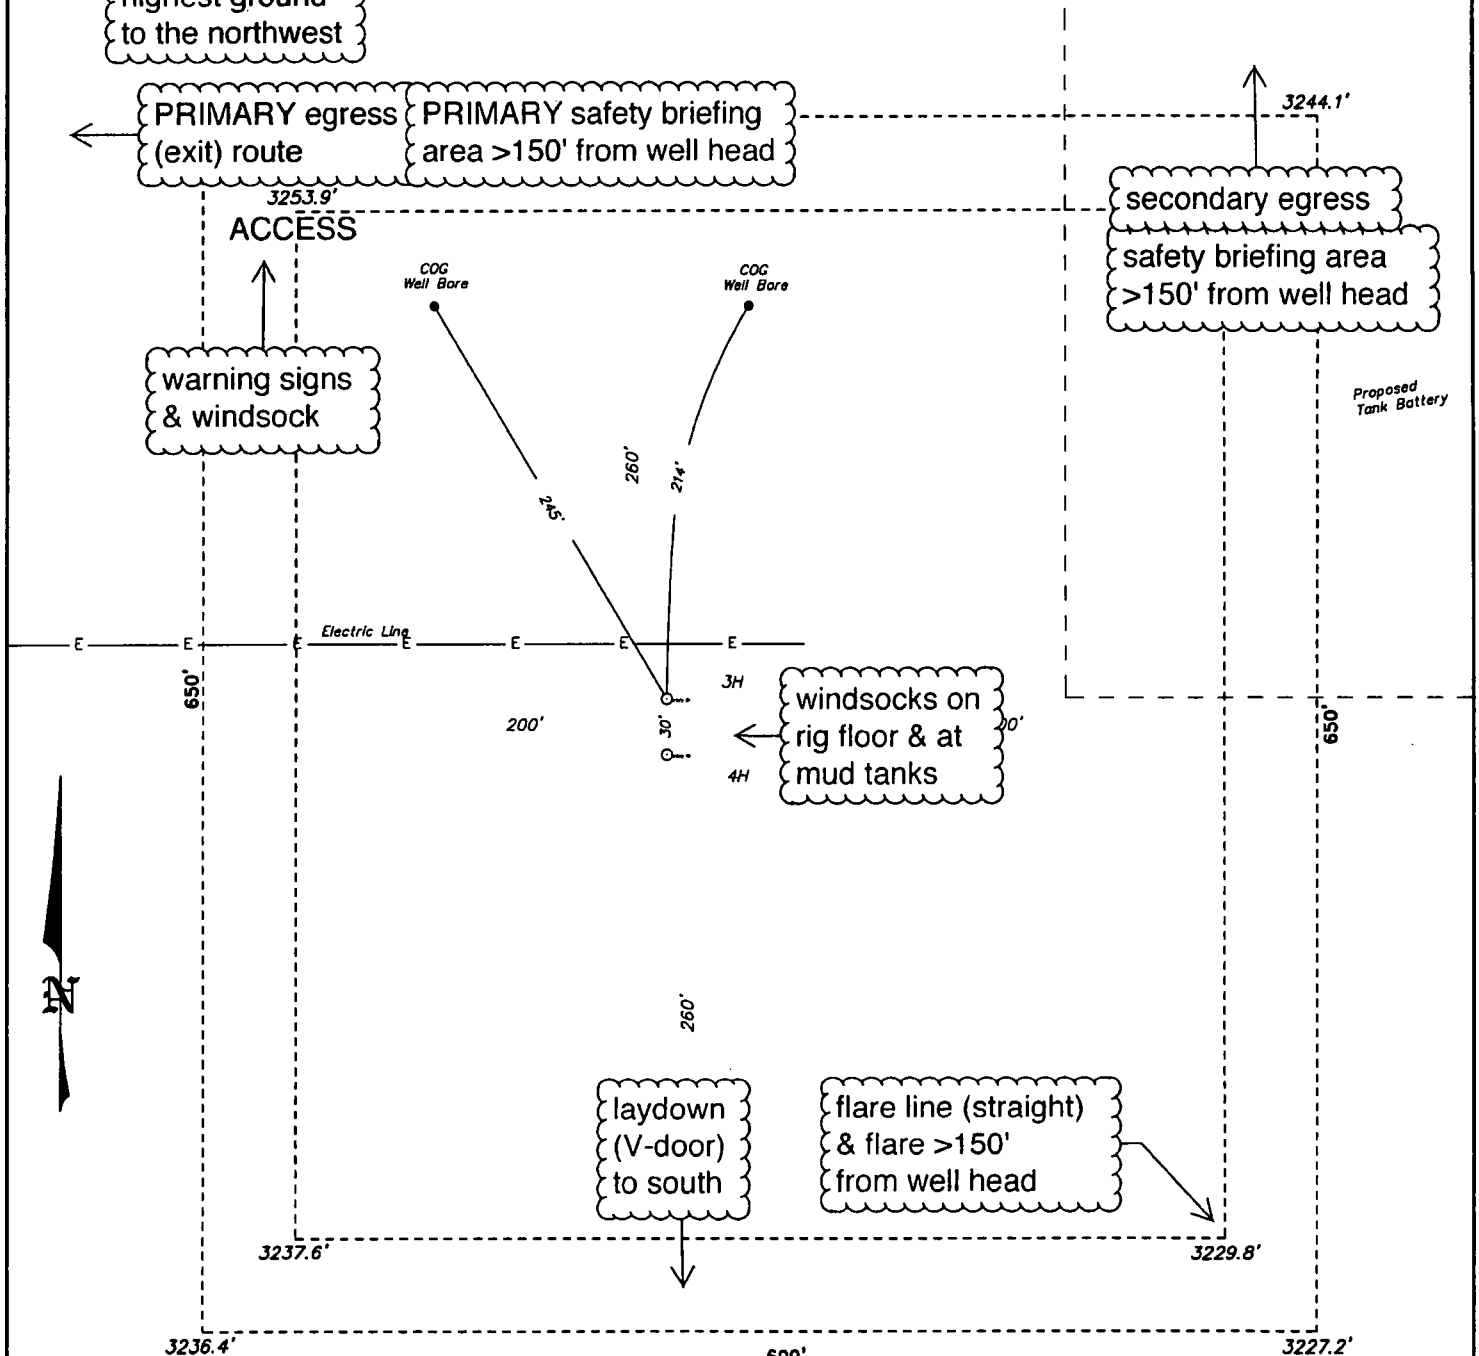 highest ground
to the northwest
PRIMARY egress
(exit) route
PRIMARY safety briefing
area >150' from well head
3244.1'
3253.9'
ACCESS
secondary egress
safety briefing area
>150' from well head
COG
Well Bore
COG
Well Bore
warning signs
& windsock
Proposed
Tank Battery
260'
214'
245'
E
E
E
Electric Line
E
E
E
E
650'
3H
200'
30'
windsocks on
rig floor & at
mud tanks
650'
4H
N
260'
laydown
(V-door)
to south
flare line (straight)
& flare >150'
from well head
3237.6'
3229.8'
3236.4'
3227.2'